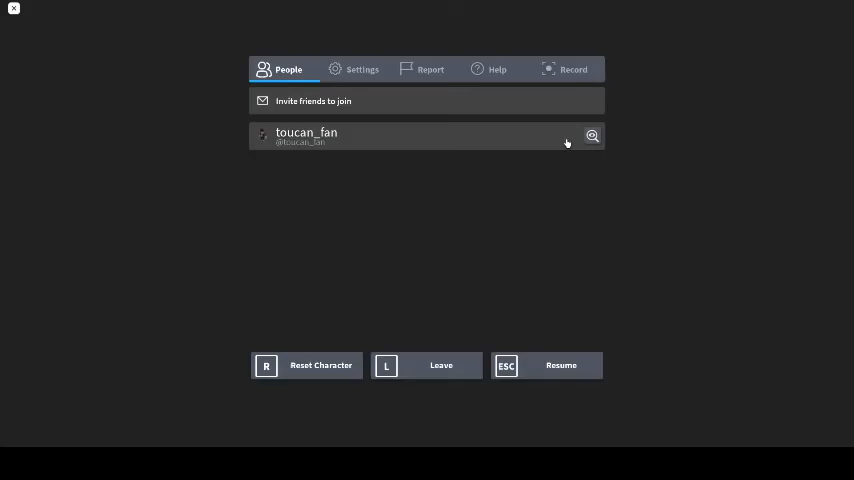 People Settings Report Help Record
Invite friends to join
toucan_fan
@toucan_fan
R Reset Character L Leave ESC Resume